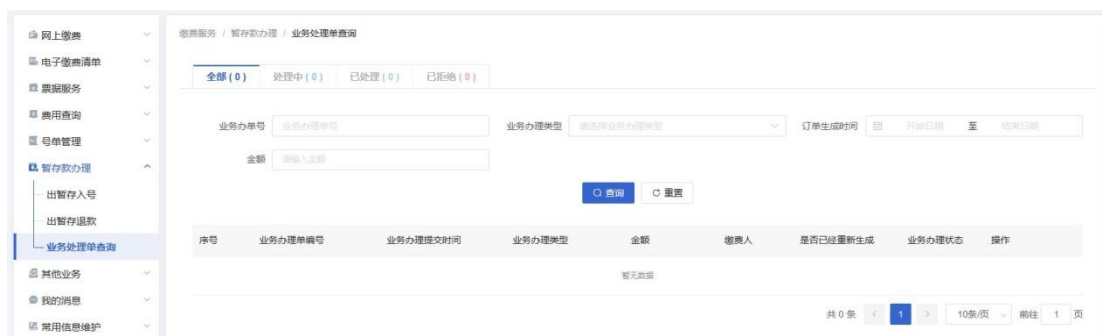 网上缴费
电子缴费清单
票据服务
费用查询
号单管理
暂存款办理
出暂存入号
出暂存退款
业务处理单查询
其他业务
我的消息
常用信息维护
缴费服务 / 暂存款办理 / 业务处理单查询
全部 ( 0 ) 处理中 ( 0 ) 已处理 ( 0 ) 已拒绝 ( 0 )
业务办单号 业务办理单号 业务办理类型 请选择业务办理类型 订单生成时间 开始日期 至 结束日期
金额 请输入金额
查询 重置
序号 业务办理单编号 业务办理提交时间 业务办理类型 金额 缴费人 是否已经重新生成 业务办理状态 操作
暂无数据
共 0 条 < 1 > 10条/页 前往 1 页